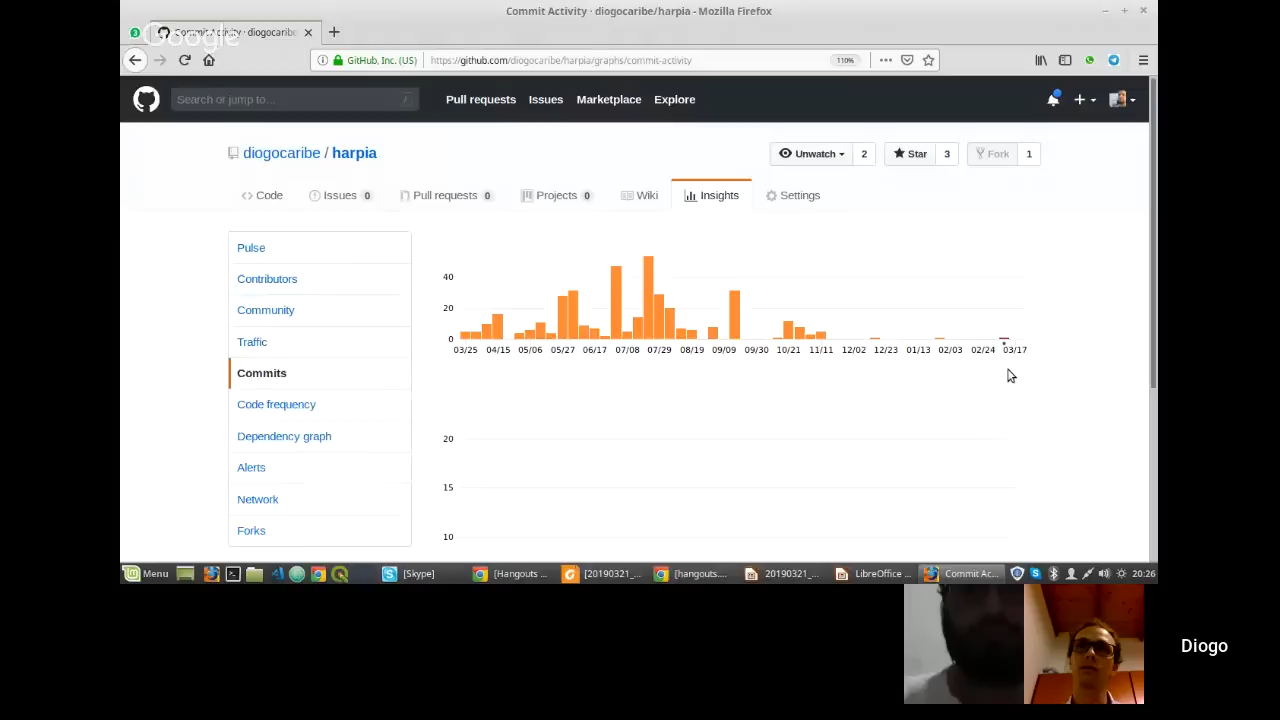 Commit Activity · diogocaribe/harpia - Mozilla Firefox
Google
Commit Activity · diogocaribe
GitHub, Inc. (US)
https://github.com/diogocaribe/harpia/graphs/commit-activity
110%
Search or jump to...
/
Pull requests
Issues
Marketplace
Explore
diogocaribe / harpia
Unwatch 2
Star 3
Fork 1
Code
Issues 0
Pull requests 0
Projects 0
Wiki
Insights
Settings
Pulse
Contributors
Community
Traffic
Commits
Code frequency
Dependency graph
Alerts
Network
Forks
40
20
0
03/25 04/15 05/06 05/27 06/17 07/08 07/29 08/19 09/09 09/30 10/21 11/11 12/02 12/23 01/13 02/03 02/24 03/17
20
15
10
Menu
[Skype]
[Hangouts ...
[20190321_...
[hangouts....
20190321_...
LibreOffice ...
Commit Ac...
20:26
Diogo